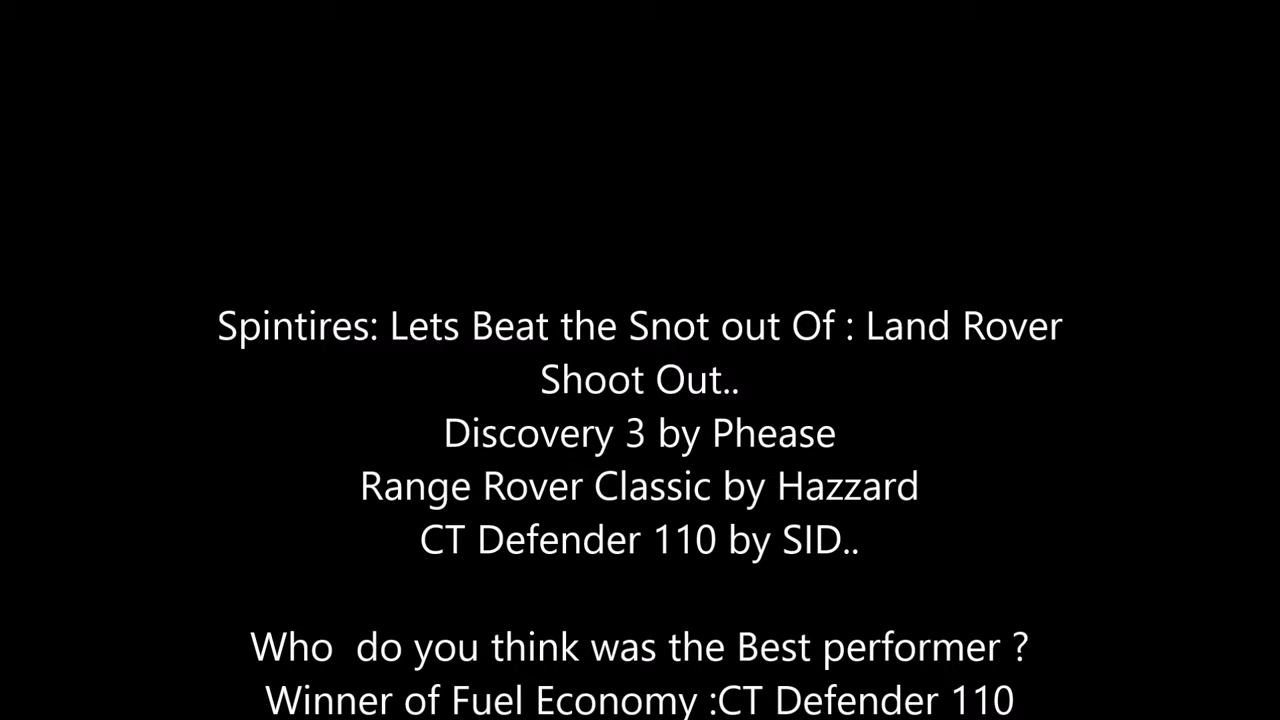 Spintires: Lets Beat the Snot out Of : Land Rover
Shoot Out..
Discovery 3 by Phease
Range Rover Classic by Hazzard
CT Defender 110 by SID..
Who  do you think was the Best performer ?
Winner of Fuel Economy :CT Defender 110